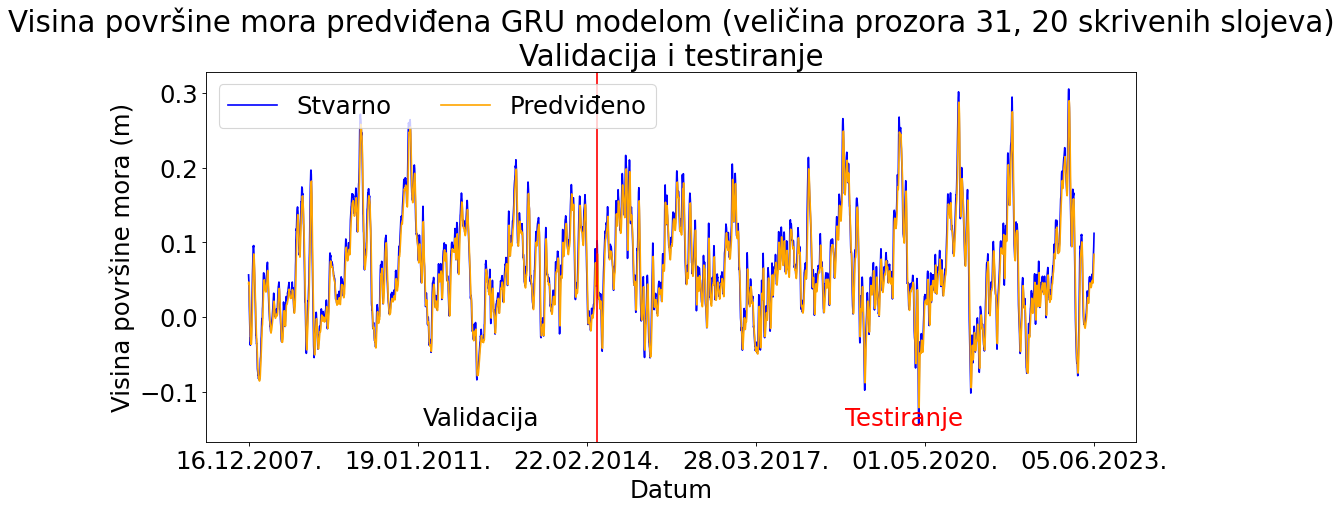 Visina površine mora predviđena GRU modelom (veličina prozora 31, 20 skrivenih slojeva)
Validacija i testiranje
Stvarno
Predviđeno
Visina površine mora (m)
0.3
0.2
0.1
0.0
−0.1
Validacija
Testiranje
16.12.2007.
19.01.2011.
22.02.2014.
28.03.2017.
01.05.2020.
05.06.2023.
Datum